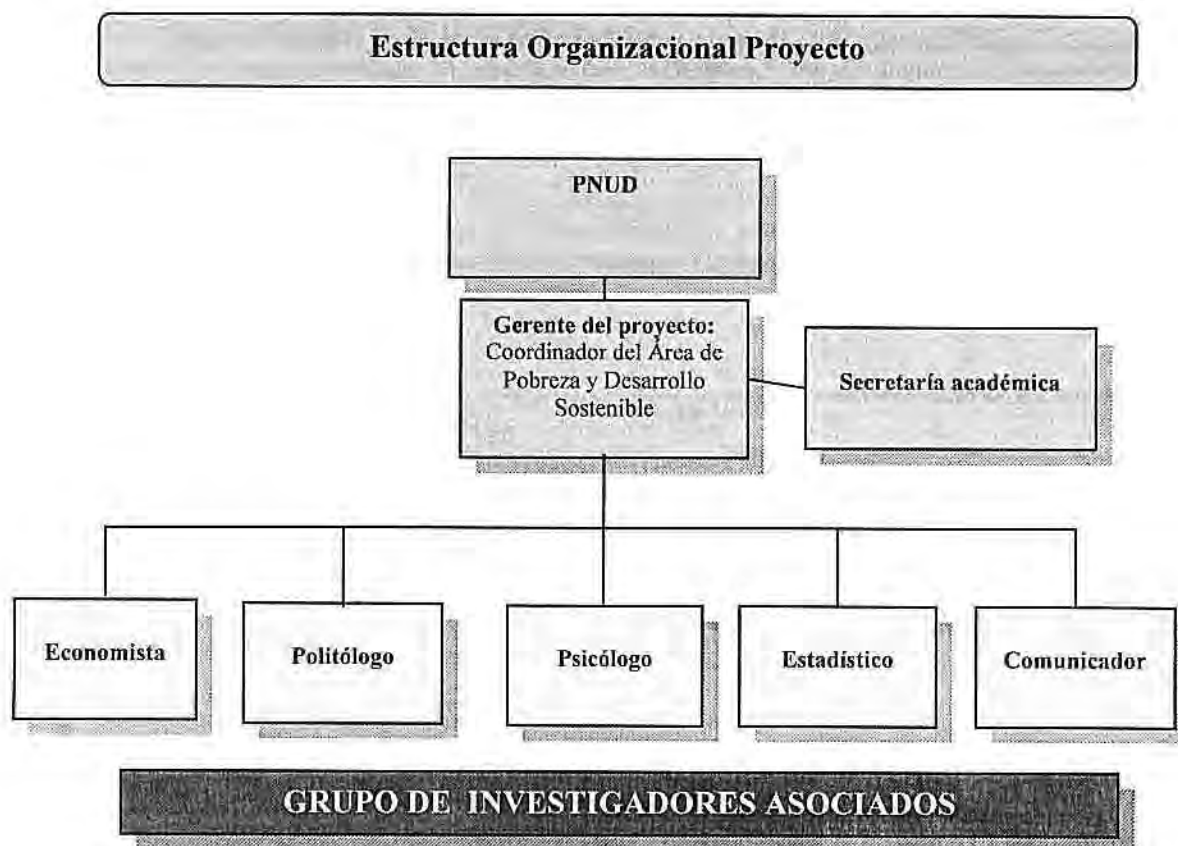 Estructura Organizacional Proyecto
PNUD
Gerente del proyecto:
Coordinador del Área de
Pobreza y Desarrollo
Sostenible
Secretaría académica
Economista
Politólogo
Psicólogo
Estadístico
Comunicador
GRUPO DE INVESTIGADORES ASOCIADOS